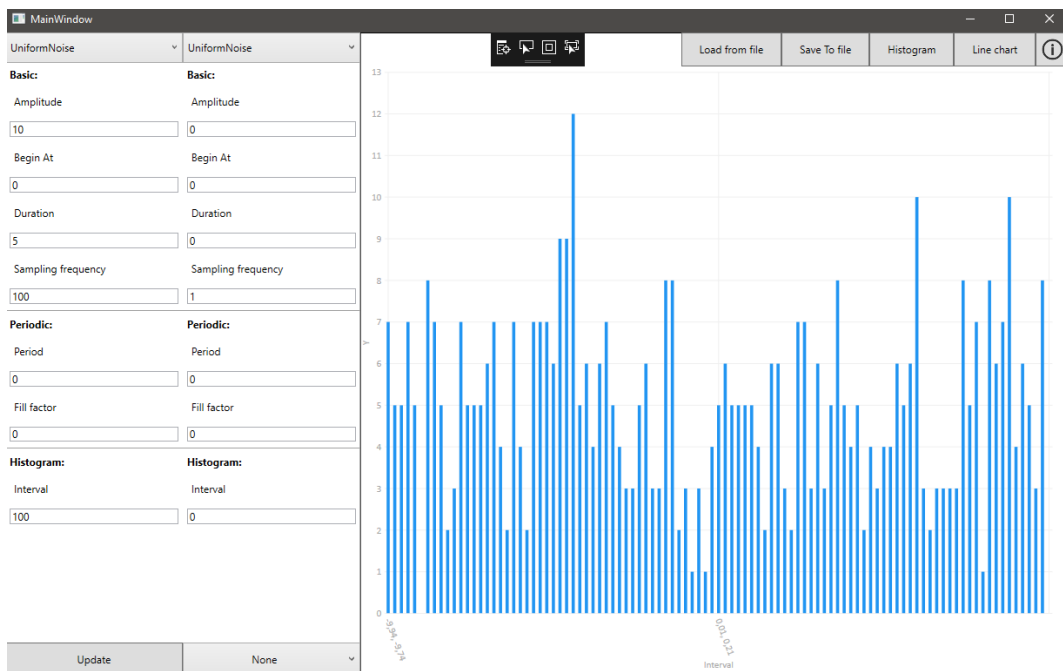 MainWindow
UniformNoise UniformNoise Load from file Save To file Histogram Line chart
Basic: Basic:
Amplitude Amplitude
10 0
Begin At Begin At
0 0
Duration Duration
5 0
Sampling frequency Sampling frequency
100 1
Periodic: Periodic:
Period Period
0 0
Fill factor Fill factor
0 0
Histogram: Histogram:
Interval Interval
100 0
Update None
13
12
11
10
9
8
7
Y
6
5
4
3
2
1
0
-9,94, -9,74 0,01, 0,21
Interval